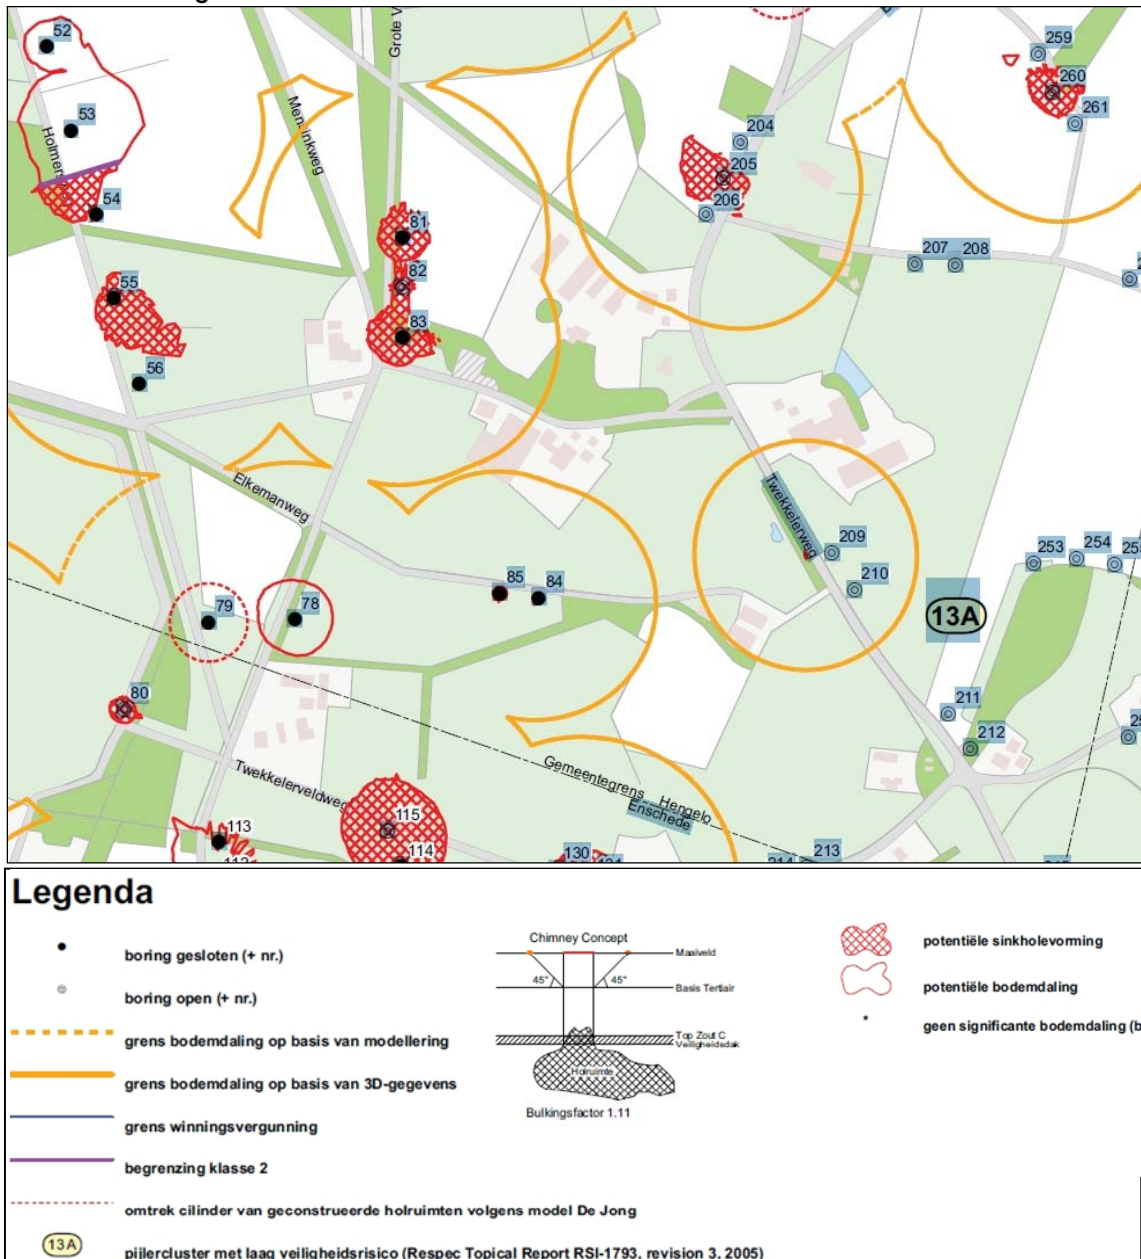 52
259
53
260
261
Holmers
Menninkweg
Grote V
204
205
206
54
81
207
208
82
55
83
56
Elkemanweg
Twekkelerweg
209
253
254
85
84
210
79
78
13A
80
211
212
Gemeentegrens Hengelo
Enschede
Twekkelerveldweg
115
113
114
130
213
Legenda
boring gesloten (+ nr.)
boring open (+ nr.)
grens bodemdaling op basis van modellering
grens bodemdaling op basis van 3D-gegevens
grens winningsvergunning
begrenzing klasse 2
omtrek cilinder van geconstrueerde holruimten volgens model De Jong
13A
pijlercluster met laag veiligheidsrisico (Respec Topical Report RSI-1793, revision 3, 2005)
Chimney Concept
Maaiveld
45°
45°
Basis Tertiair
Top Zout C
Veiligheidsdak
Holruimte
Bulkingsfactor 1.11
potentiële sinkholevorming
potentiële bodemdaling
geen significante bodemdaling (b